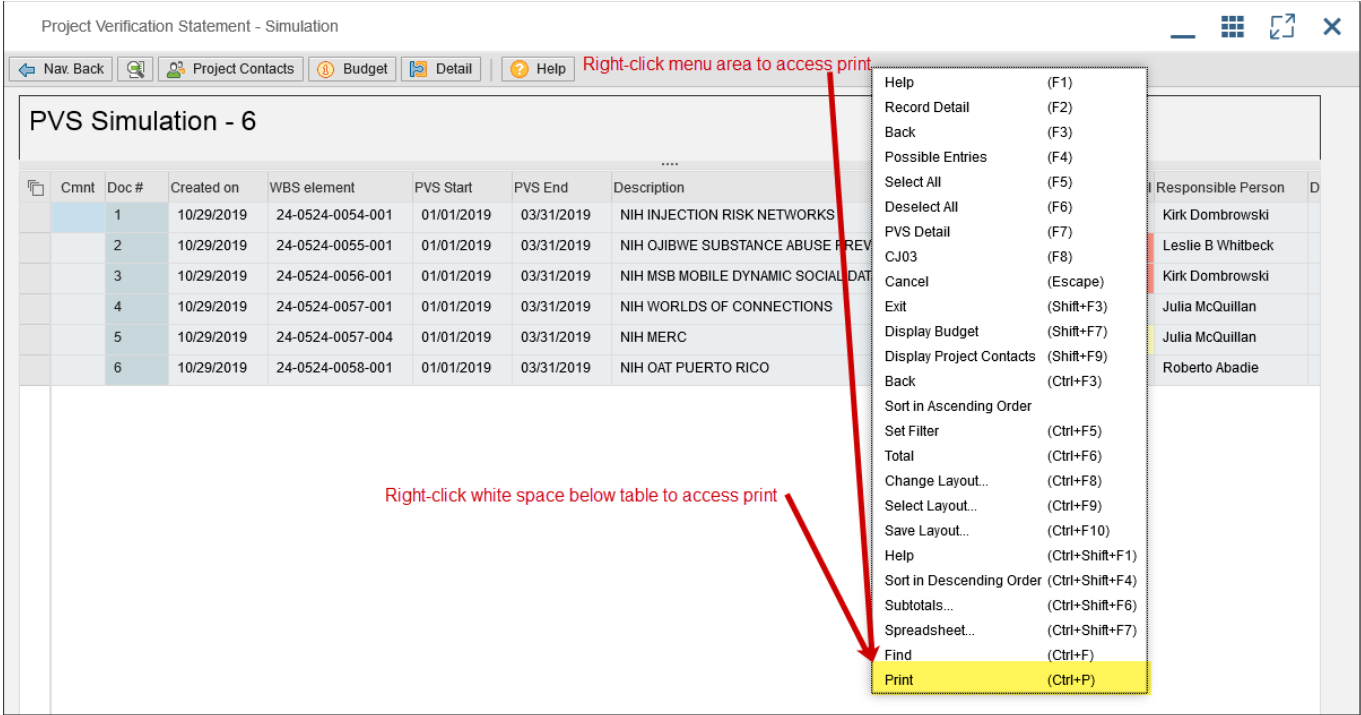 Project Verification Statement - Simulation
Nav. Back Project Contacts Budget Detail Help Right-click menu area to access print
PVS Simulation - 6
Cmnt Doc # Created on WBS element PVS Start PVS End Description Responsible Person D
1 10/29/2019 24-0524-0054-001 01/01/2019 03/31/2019 NIH INJECTION RISK NETWORKS Kirk Dombrowski
2 10/29/2019 24-0524-0055-001 01/01/2019 03/31/2019 NIH OJIBWE SUBSTANCE ABUSE PREV Leslie B Whitbeck
3 10/29/2019 24-0524-0056-001 01/01/2019 03/31/2019 NIH MSB MOBILE DYNAMIC SOCIAL DAT Kirk Dombrowski
4 10/29/2019 24-0524-0057-001 01/01/2019 03/31/2019 NIH WORLDS OF CONNECTIONS Julia McQuillan
5 10/29/2019 24-0524-0057-004 01/01/2019 03/31/2019 NIH MERC Julia McQuillan
6 10/29/2019 24-0524-0058-001 01/01/2019 03/31/2019 NIH OAT PUERTO RICO Roberto Abadie
Right-click white space below table to access print
Help (F1)
Record Detail (F2)
Back (F3)
Possible Entries (F4)
Select All (F5)
Deselect All (F6)
PVS Detail (F7)
CJ03 (F8)
Cancel (Escape)
Exit (Shift+F3)
Display Budget (Shift+F7)
Display Project Contacts (Shift+F9)
Back (Ctrl+F3)
Sort in Ascending Order
Set Filter (Ctrl+F5)
Total (Ctrl+F6)
Change Layout... (Ctrl+F8)
Select Layout... (Ctrl+F9)
Save Layout... (Ctrl+F10)
Help (Ctrl+Shift+F1)
Sort in Descending Order (Ctrl+Shift+F4)
Subtotals... (Ctrl+Shift+F6)
Spreadsheet... (Ctrl+Shift+F7)
Find (Ctrl+F)
Print (Ctrl+P)